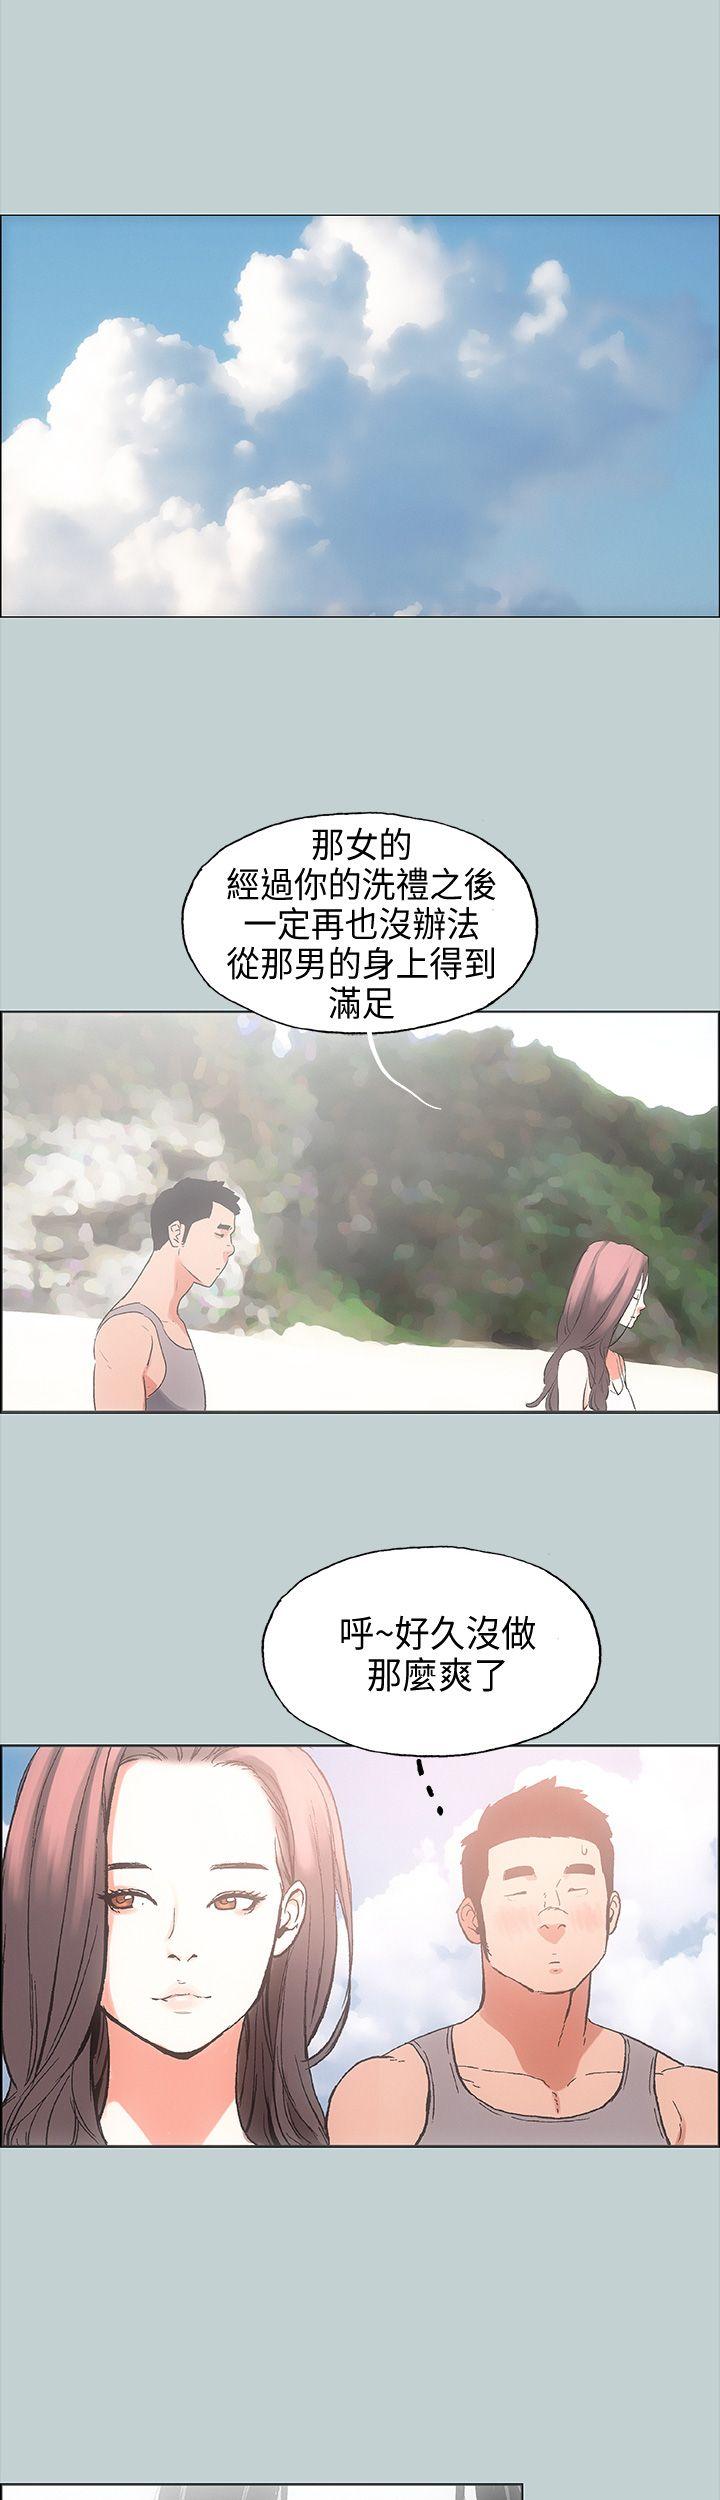 那女的
經過你的洗禮之後
一定再也沒辦法
從那男的身上得到
滿足
呼~好久沒做
那麼爽了